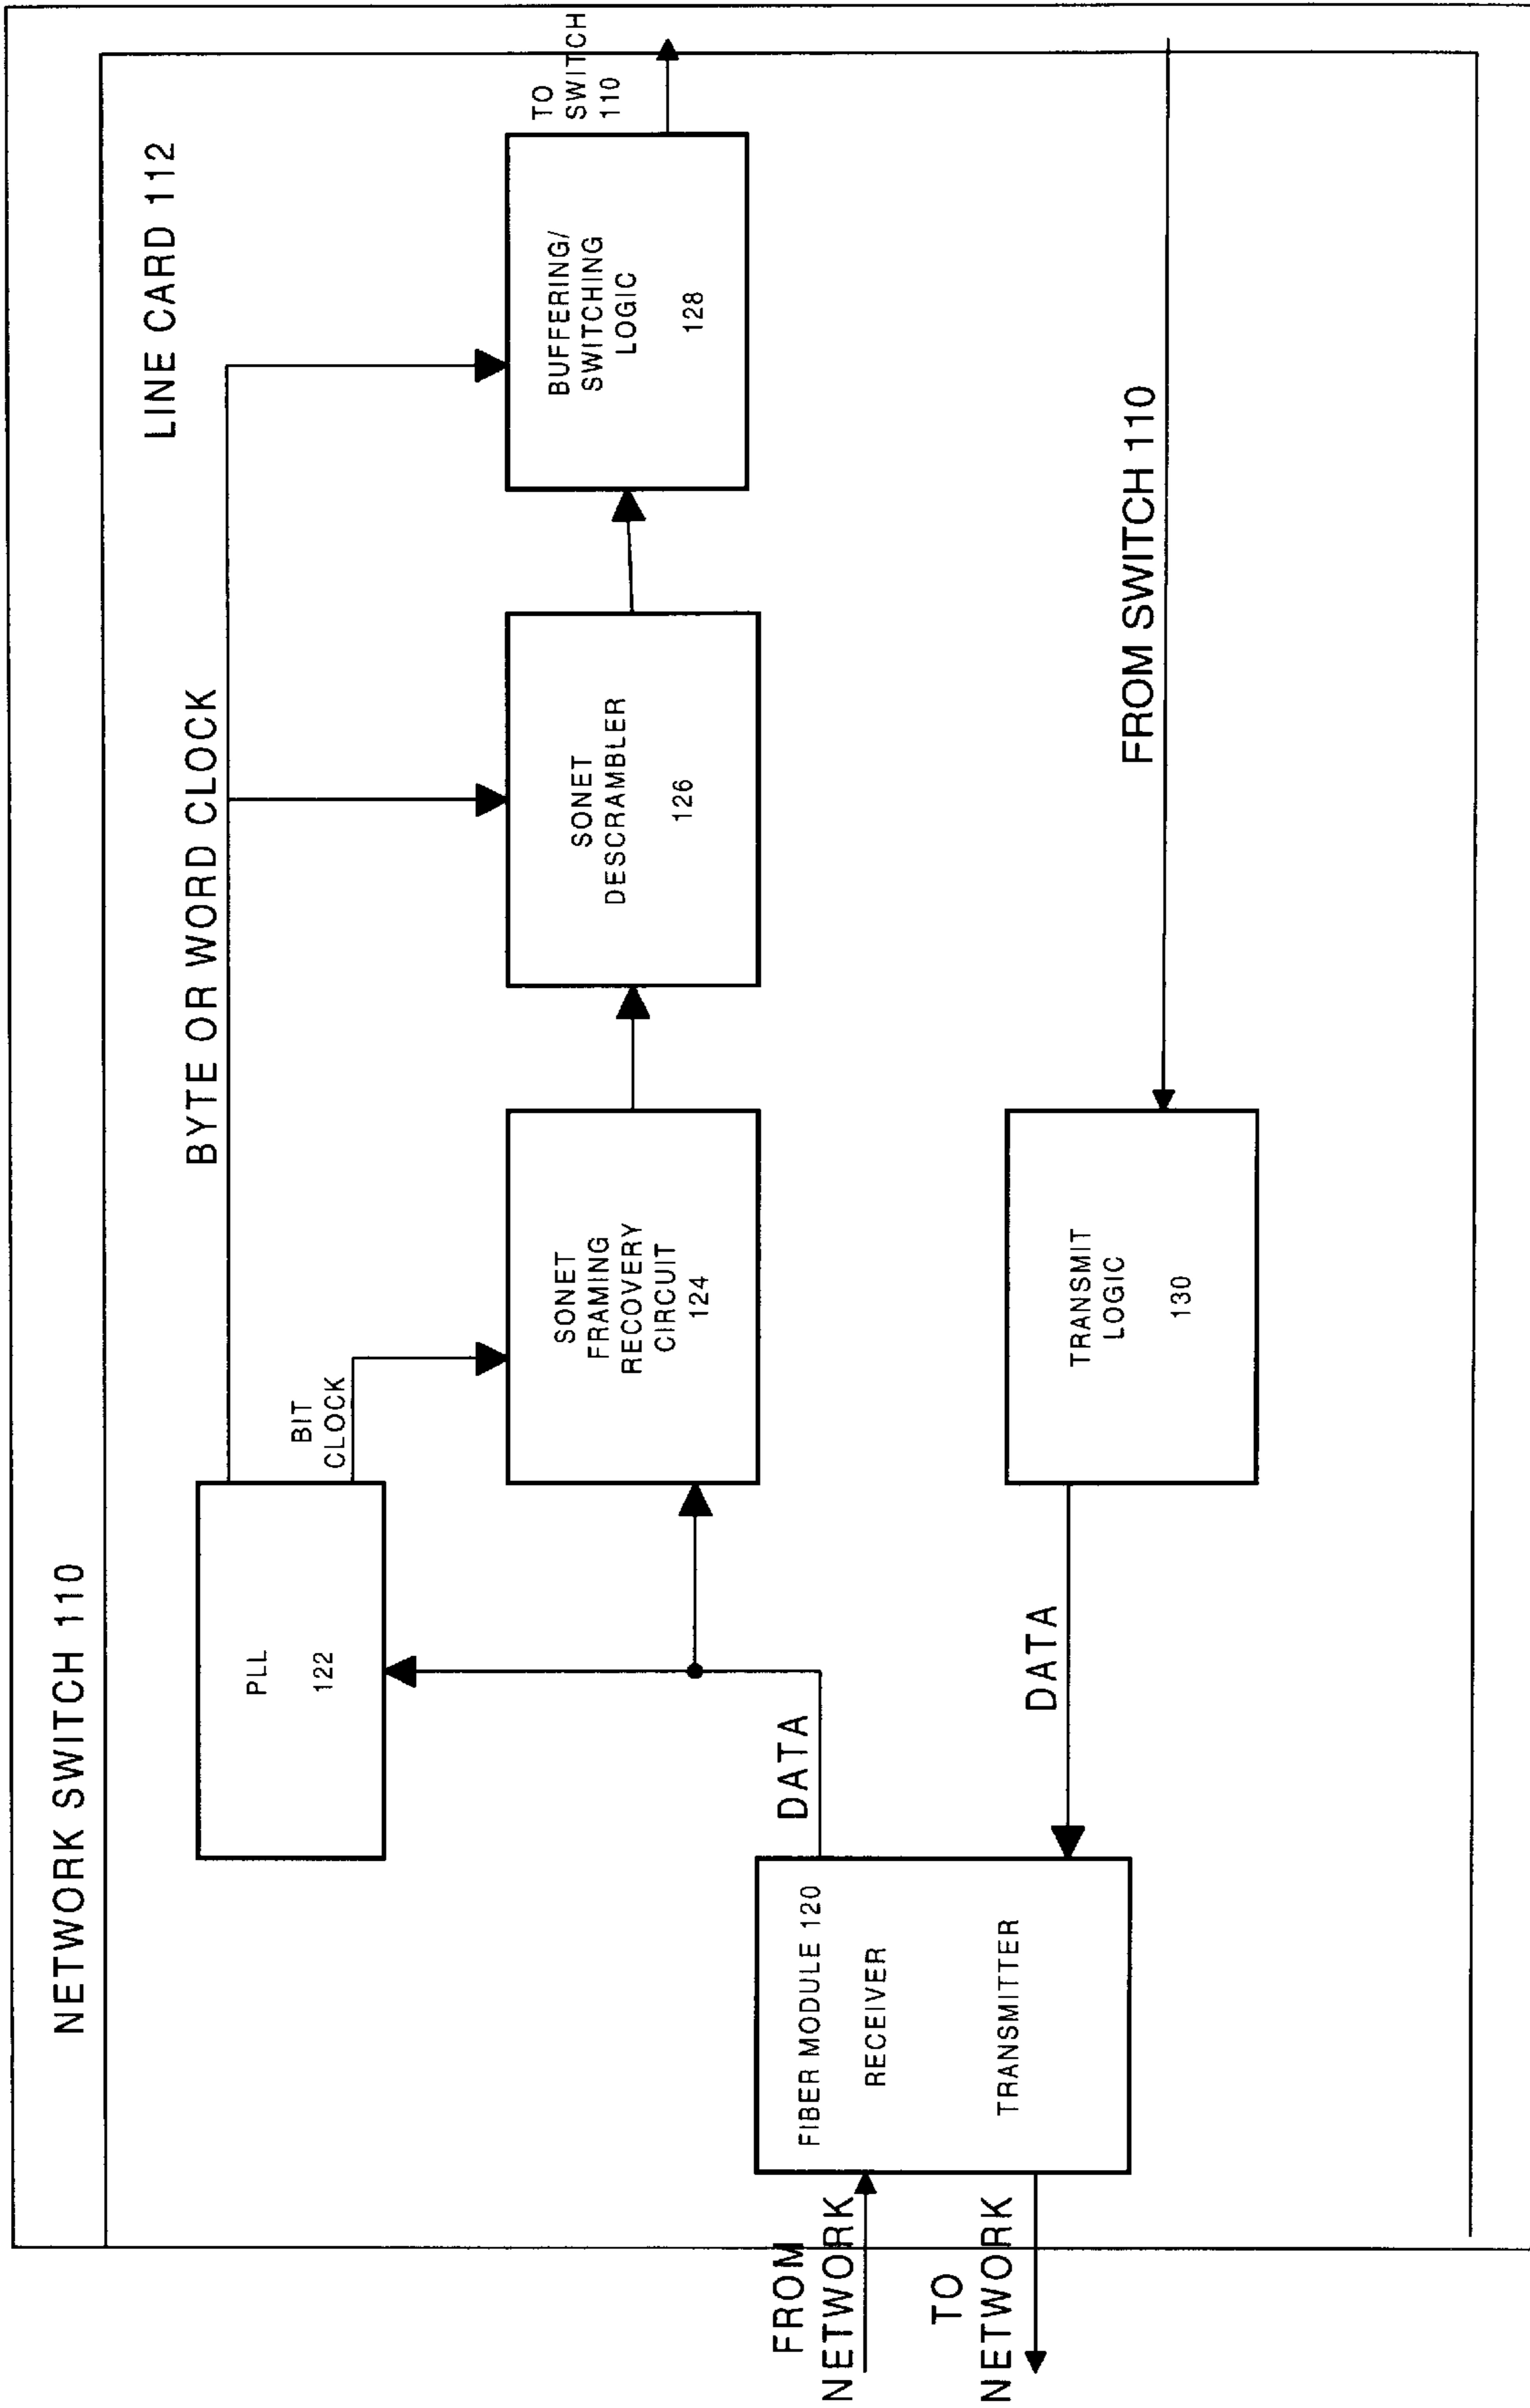 NETWORK SWITCH 110
LINE CARD 112
BYTE OR WORD CLOCK
PLL
122
BIT
CLOCK
SONET
FRAMING
RECOVERY
CIRCUIT
124
SONET
DESCRAMBLER
126
BUFFERING/
SWITCHING
LOGIC
128
TO
SWITCH
110
DATA
FIBER MODULE 120
RECEIVER
TRANSMITTER
FROM
NETWORK
TO
NETWORK
DATA
TRANSMIT
LOGIC
130
FROM SWITCH 110